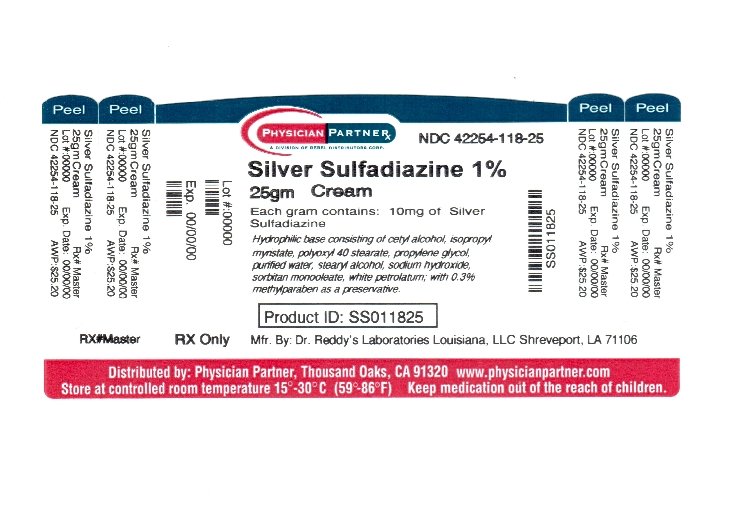 Peel
Peel
Silver Sulfadiazine 1%
25gm Cream Rx# Master
Lot #:00000 Exp. Date: 00/00/00
NDC 42254-118-25 AWP:$25.20
Silver Sulfadiazine 1%
25gm Cream Rx# Master
Lot #:00000 Exp. Date: 00/00/00
NDC 42254-118-25 AWP:$25.20
Lot #:00000
Exp. 00/00/00
PHYSICIAN PARTNER Rx
A DIVISION OF REBEL DISTRIBUTORS CORP.
NDC 42254-118-25
Silver Sulfadiazine 1%
25gm Cream
Each gram contains: 10mg of Silver
Sulfadiazine
Hydrophilic base consisting of cetyl alcohol, isopropyl
myristate, polyoxyl 40 stearate, propylene glycol,
purified water, stearyl alcohol, sodium hydroxide,
sorbitan monooleate, white petrolatum; with 0.3%
methylparaben as a preservative.
Product ID: SS011825
SS011825
RX#Master RX Only Mfr. By: Dr. Reddy's Laboratories Louisiana, LLC Shreveport, LA 71106
Peel
Peel
Silver Sulfadiazine 1%
25gm Cream Rx# Master
Lot #:00000 Exp. Date: 00/00/00
NDC 42254-118-25 AWP:$25.20
Silver Sulfadiazine 1%
25gm Cream Rx# Master
Lot #:00000 Exp. Date: 00/00/00
NDC 42254-118-25 AWP:$25.20
Distributed by: Physician Partner, Thousand Oaks, CA 91320 www.physicianpartner.com
Store at controlled room temperature 15°-30°C (59°-86°F) Keep medication out of the reach of children.